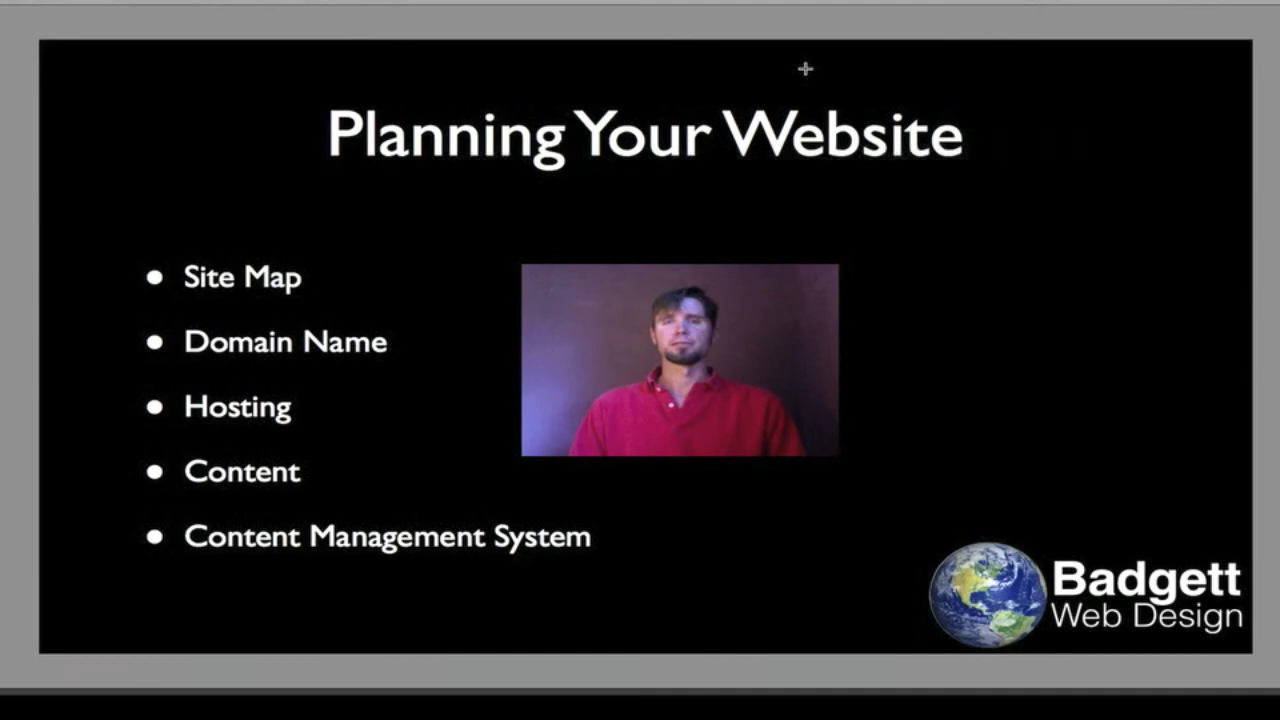 Planning Your Website
• Site Map
• Domain Name
• Hosting
• Content
• Content Management System
Badgett
Web Design